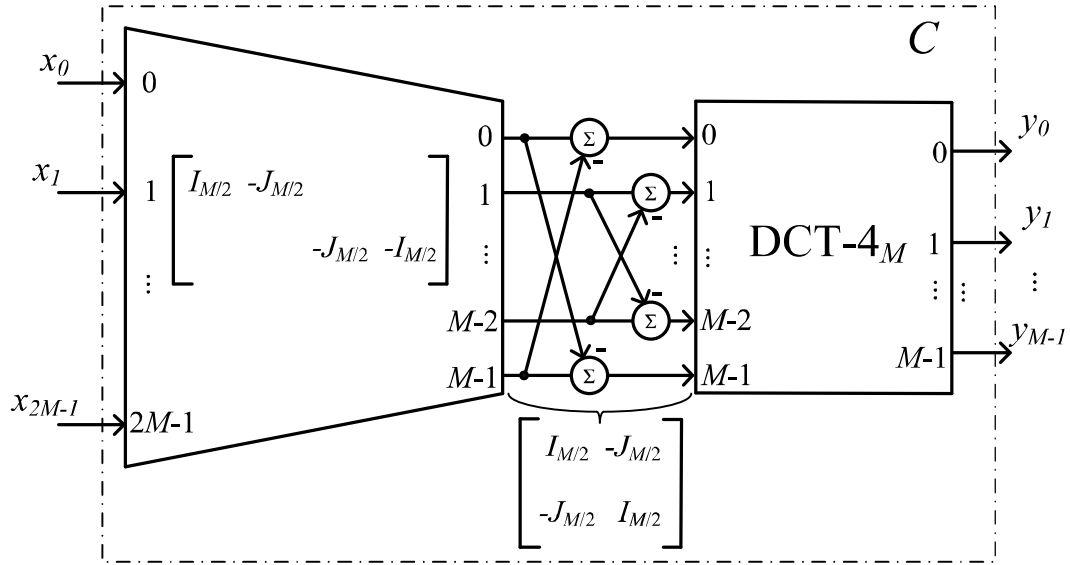 C
x0
0
x1
1
IM/2 -JM/2
-JM/2 -IM/2
...
x2M-1
2M-1
0
1
...
M-2
M-1
Σ
-
Σ
-
... ...
-
Σ
-
Σ
0
1
M-2
M-1
DCT-4M
0
1
... ...
M-1
y0
y1
...
yM-1
IM/2 -JM/2
-JM/2 IM/2